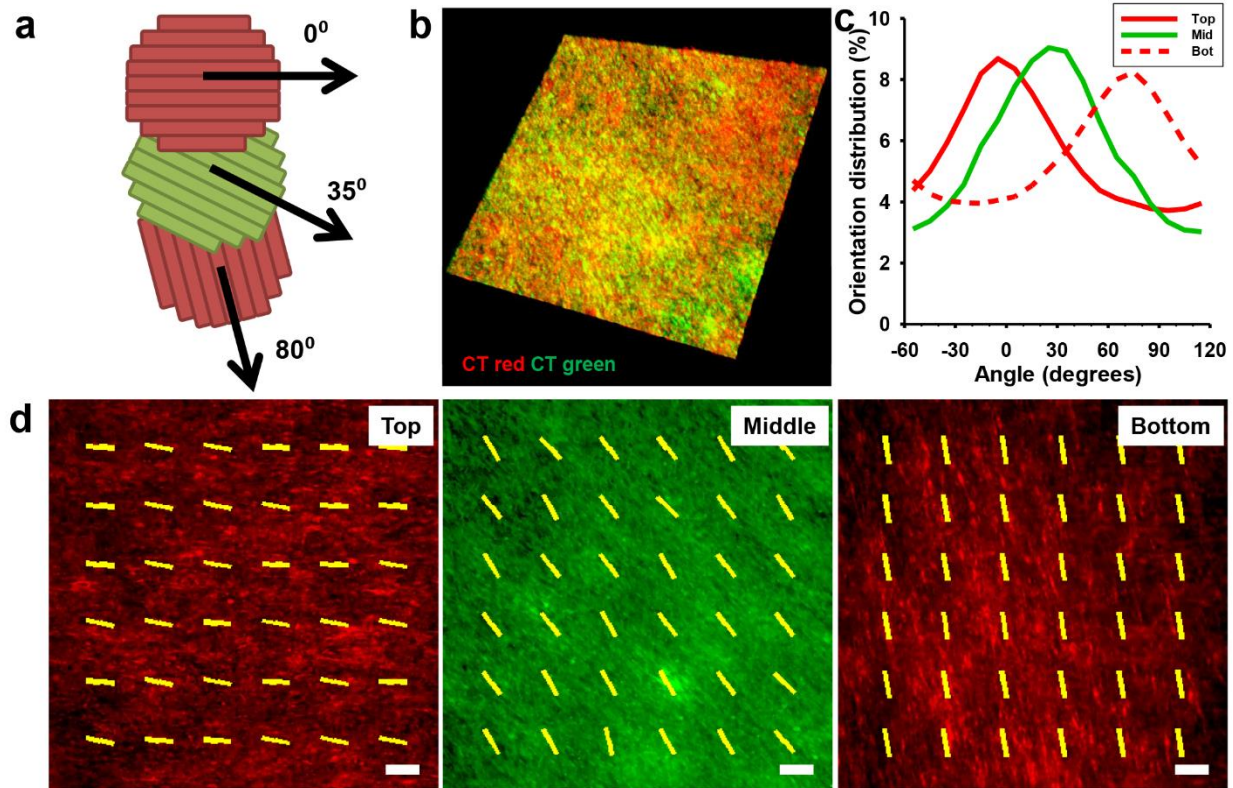 a
0⁰
35⁰
80⁰
b
CT red CT green
c
Orientation distribution (%)
10
8
6
4
2
0
-60 -30 0 30 60 90 120
Angle (degrees)
Top
Mid
Bot
d
Top
Middle
Bottom